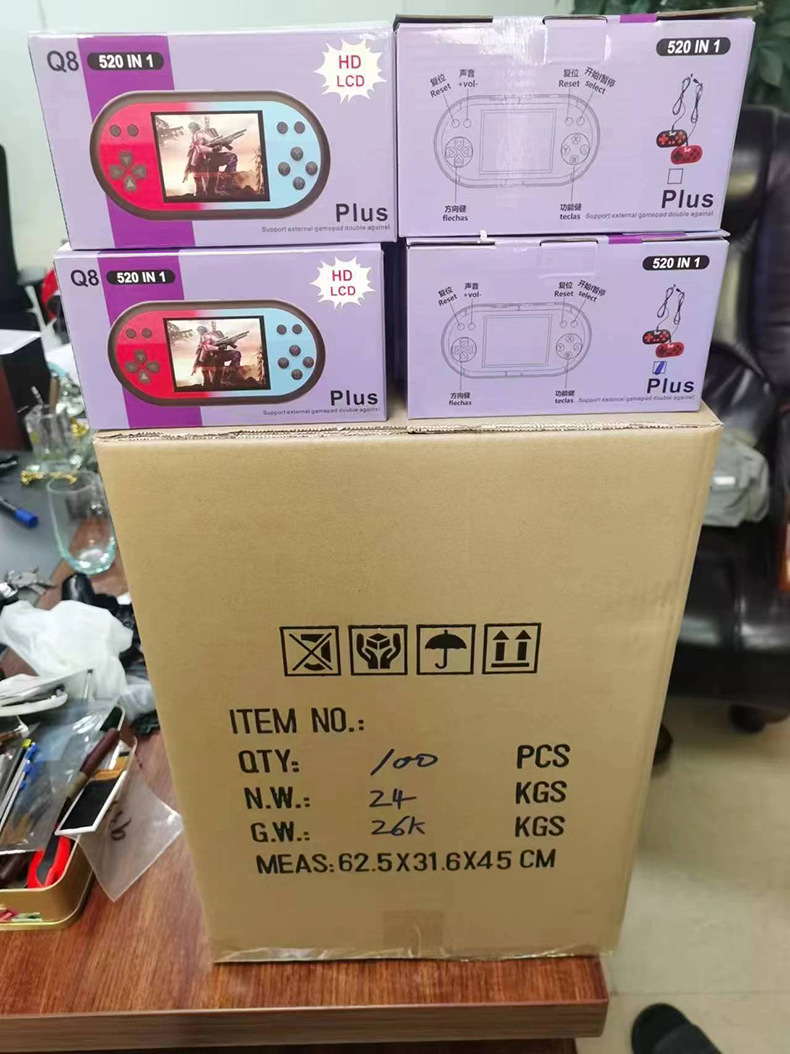 Q8 520 IN 1
HD
LCD
Plus
Support external gamepad double against
520 IN 1
复位 声音
Reset +vol-
复位 开始/暂停
Reset select
方向键
flechas
功能键
teclas
Plus
Support external gamepad double against
Q8 520 IN 1
HD
LCD
Plus
Support external gamepad double against
520 IN 1
复位 声音
Reset +vol-
复位 开始/暂停
Reset select
方向键
flechas
功能键
teclas
Plus
Support external gamepad double against
ITEM NO.:
QTY: 100 PCS
N.W.: 24 KGS
G.W.: 26K KGS
MEAS: 62.5X31.6X45 CM